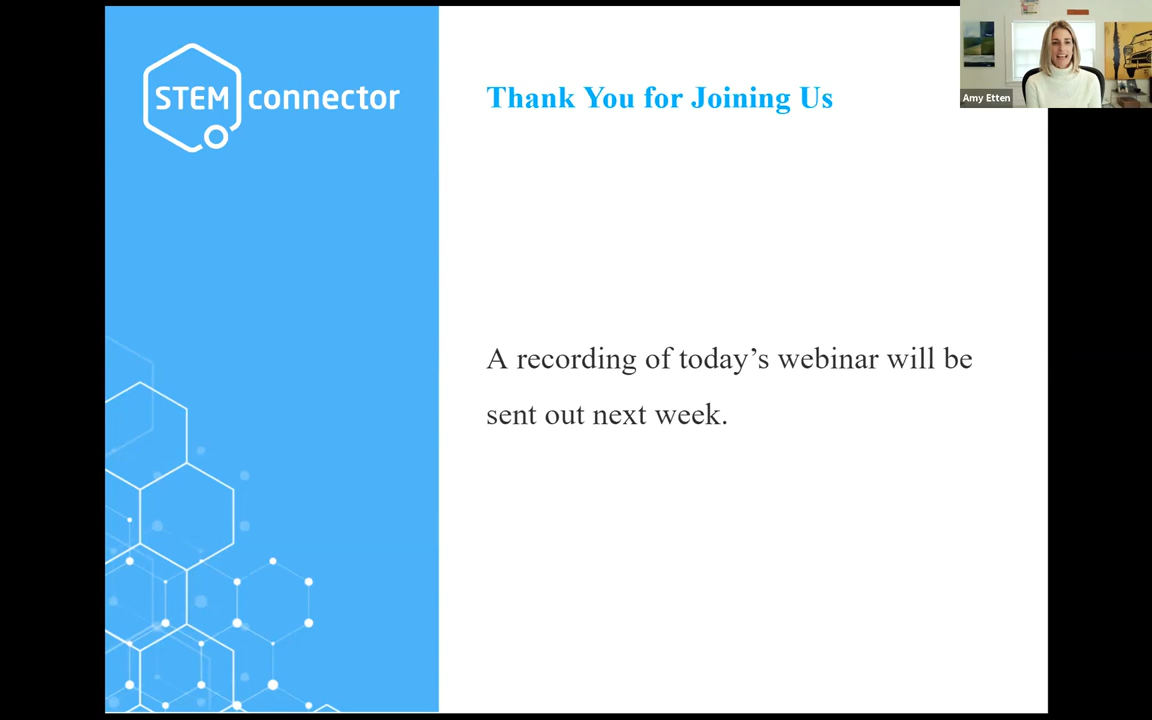 STEM connector
Thank You for Joining Us
Amy Etten
A recording of today’s webinar will be
sent out next week.